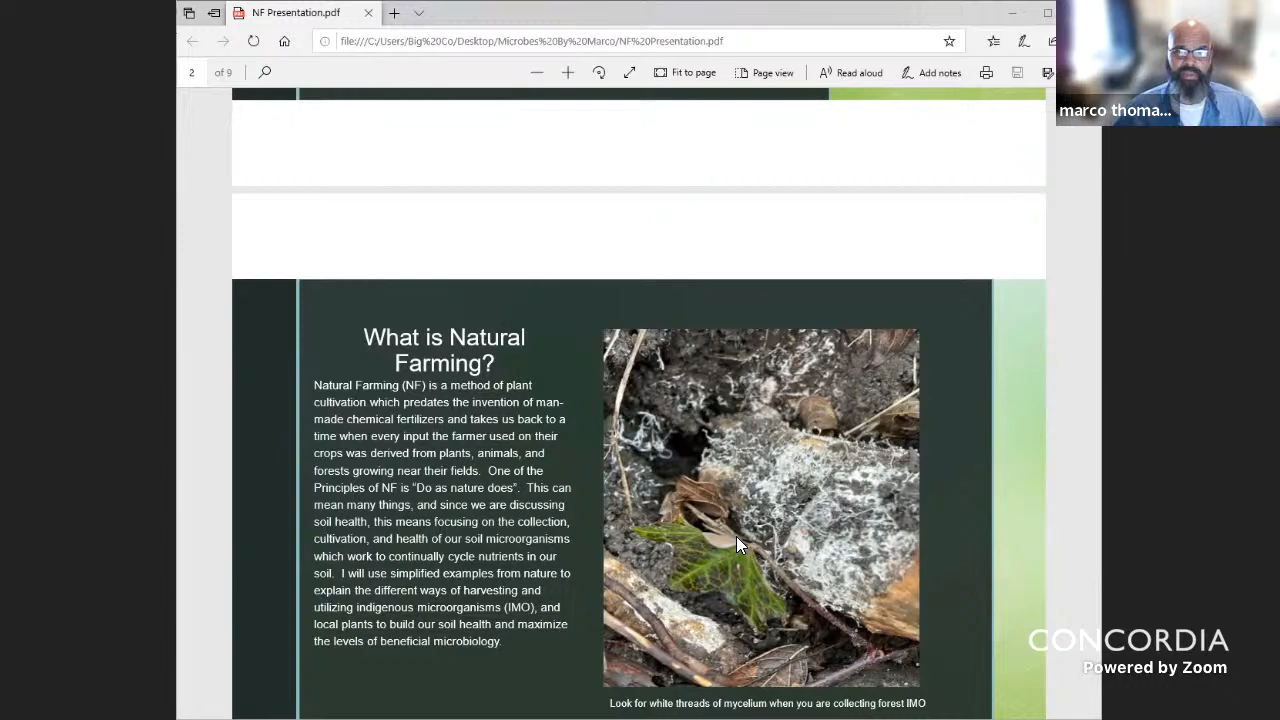 NF Presentation.pdf
file:///C:/Users/Big%20Co/Desktop/Microbes%20By%20Marco/NF%20Presentation.pdf
2 of 9
Fit to page
Page view
Read aloud
Add notes
marco thoma...
What is Natural
Farming?
Natural Farming (NF) is a method of plant
cultivation which predates the invention of man-
made chemical fertilizers and takes us back to a
time when every input the farmer used on their
crops was derived from plants, animals, and
forests growing near their fields.  One of the
Principles of NF is “Do as nature does”.  This can
mean many things, and since we are discussing
soil health, this means focusing on the collection,
cultivation, and health of our soil microorganisms
which work to continually cycle nutrients in our
soil.  I will use simplified examples from nature to
explain the different ways of harvesting and
utilizing indigenous microorganisms (IMO), and
local plants to build our soil health and maximize
the levels of beneficial microbiology.
Look for white threads of mycelium when you are collecting forest IMO
CONCORDIA
Powered by Zoom